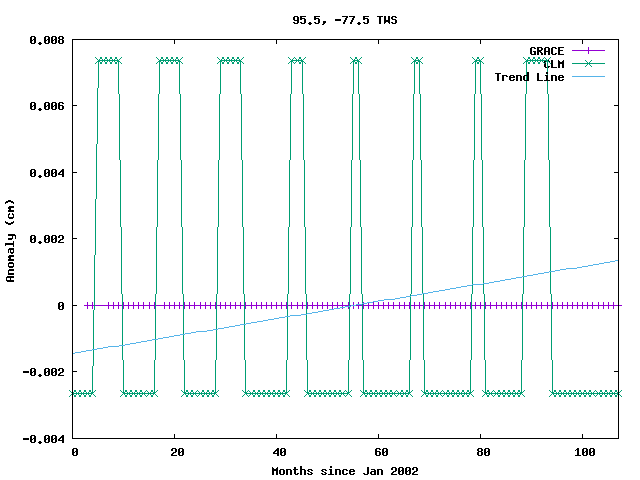 95.5, -77.5 TWS
GRACE
CLM
Trend Line
0.008
0.006
0.004
0.002
0
-0.002
-0.004
Anomaly (cm)
0 20 40 60 80 100
Months since Jan 2002